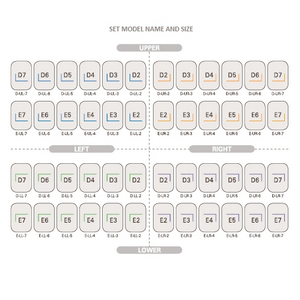 SET MODEL NAME AND SIZE
UPPER
D7 D6 D5 D4 D3 D2 D2 D3 D4 D5 D6 D7
D-UL-7 D-UL-6 D-UL-5 D-UL-4 D-UL-3 D-UL-2 D-UR-2 D-UR-3 D-UR-4 D-UR-5 D-UR-6 D-UR-7
E7 E6 E5 E4 E3 E2 E2 E3 E4 E5 E6 E7
E-UL-7 E-UL-6 E-UL-5 E-UL-4 E-UL-3 E-UL-2 E-UR-2 E-UR-3 E-UR-4 E-UR-5 E-UR-6 E-UR-7
LEFT RIGHT
D7 D6 D5 D4 D3 D2 D2 D3 D4 D5 D6 D7
D-LL-7 D-LL-6 D-LL-5 D-LL-4 D-LL-3 D-LL-2 D-LR-2 D-LR-3 D-LR-4 D-LR-5 D-LR-6 D-LR-7
E7 E6 E5 E4 E3 E2 E2 E3 E4 E5 E6 E7
E-LL-7 E-LL-6 E-LL-5 E-LL-4 E-LL-3 E-LL-2 E-LR-2 E-LR-3 E-LR-4 E-LR-5 E-LR-6 E-LR-7
LOWER